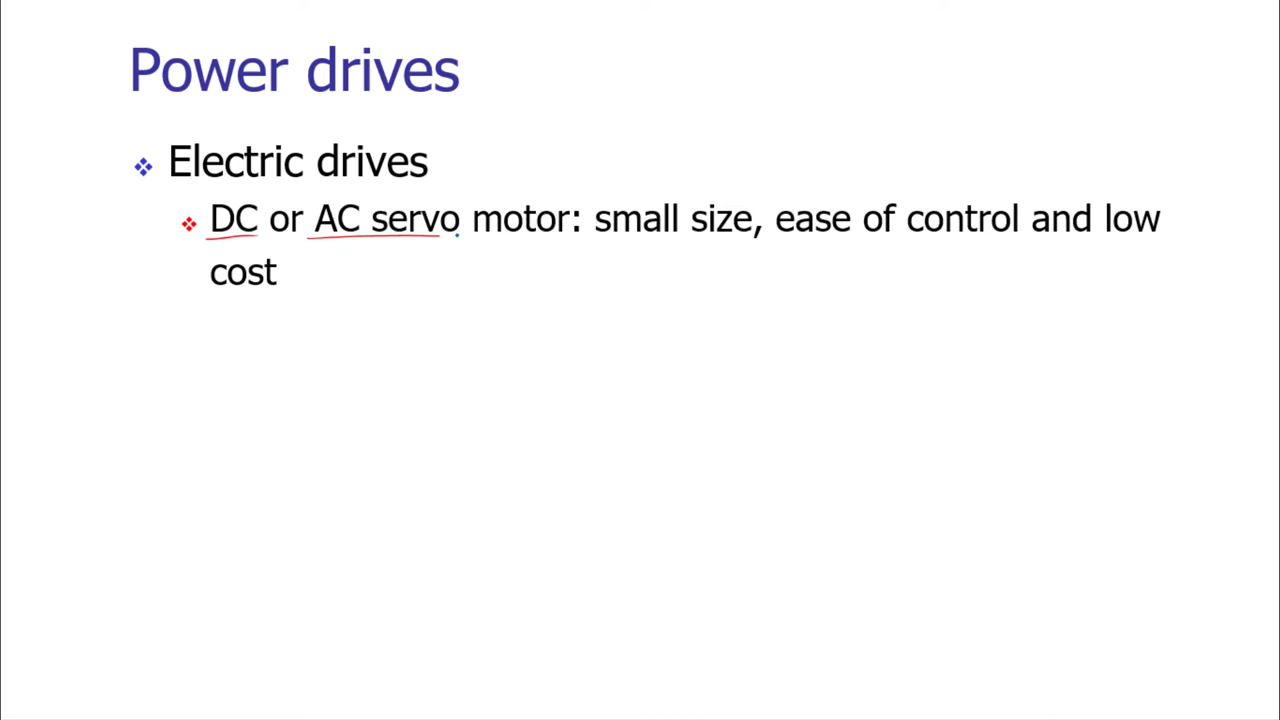 Power drives
Electric drives
DC or AC servo motor: small size, ease of control and low
cost